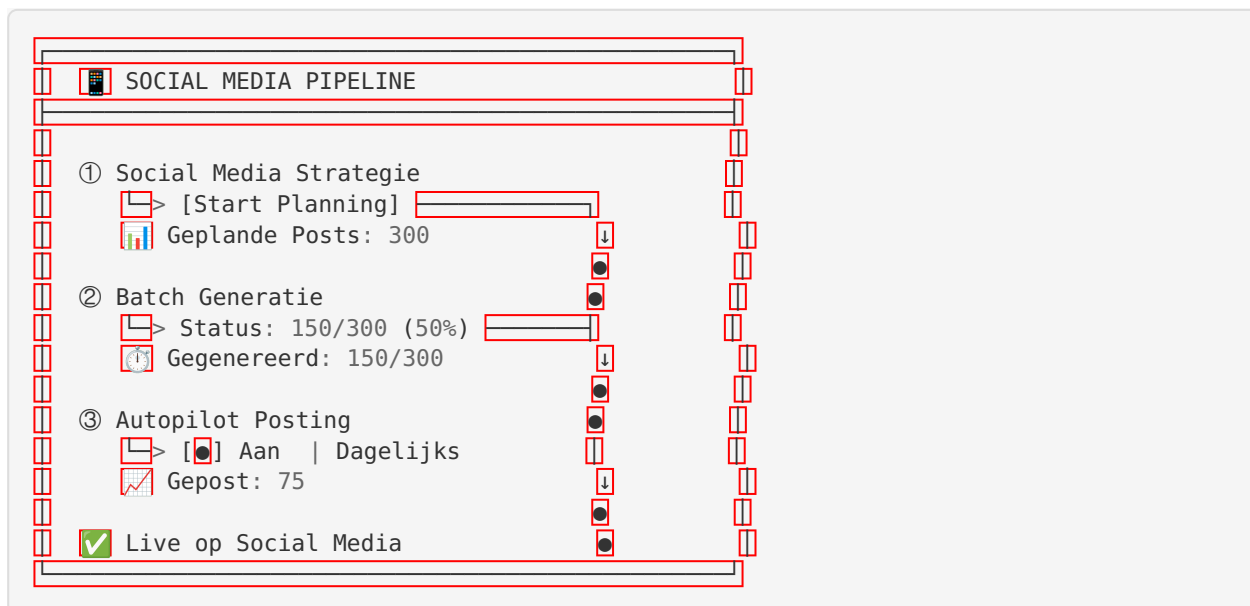 ┌─────────────────────────────────────────────────────────┐
│  📱 SOCIAL MEDIA PIPELINE                           │
├─────────────────────────────────────────────────────────┤
│                                                         │
│  ① Social Media Strategie                          │
│     └─> [Start Planning] ├──────────────┐          │
│     📊 Geplande Posts: 300              ↓          │
│                                         ●          │
│  ② Batch Generatie                      ●          │
│     └─> Status: 150/300 (50%) ├────────┤          │
│     ⏱️ Gegenereerd: 150/300             ↓          │
│                                         ●          │
│  ③ Autopilot Posting                    ●          │
│     └─> [●] Aan  | Dagelijks            │          │
│     📈 Gepost: 75                       ↓          │
│                                         ●          │
│  ✅ Live op Social Media                ●          │
└─────────────────────────────────────────────────────────┘